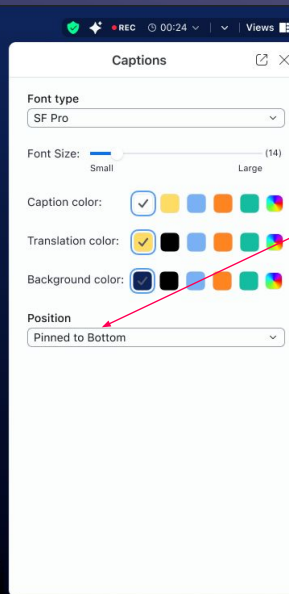 REC 00:24 Views
Captions
Font type
SF Pro
Font Size: (14)
Small Large
Caption color:
Translation color:
Background color:
Position
Pinned to Bottom